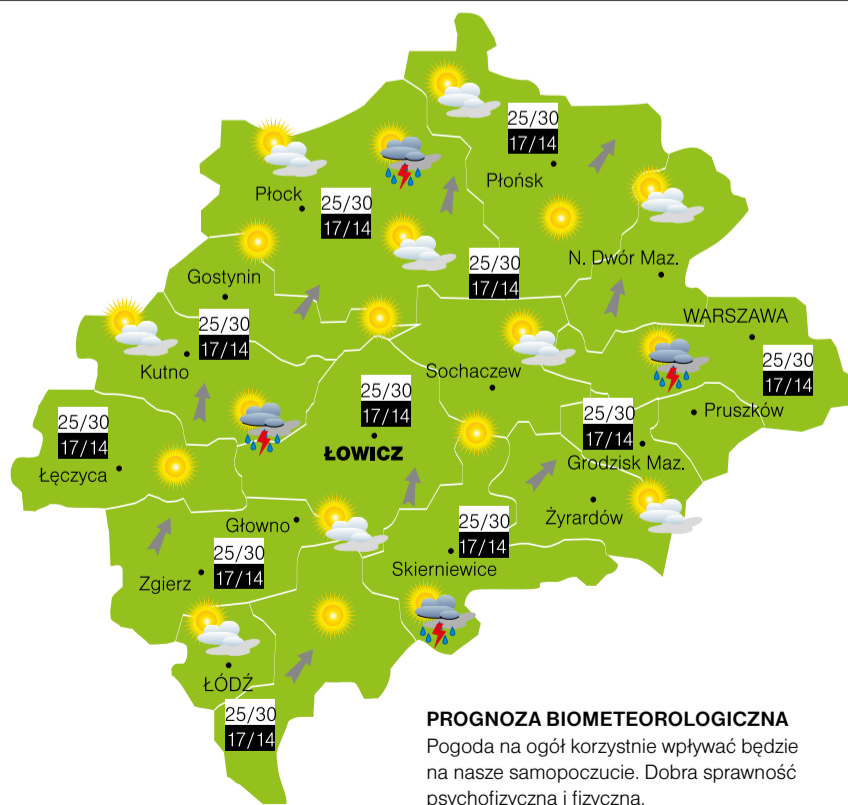 25/30
17/14
Płońsk
Płock
25/30
17/14
N. Dwór Maz.
25/30
17/14
Gostynin
WARSZAWA
25/30
17/14
Kutno
25/30
17/14
Sochaczew
25/30
17/14
ŁOWICZ
Pruszków
25/30
17/14
Grodzisk Maz.
25/30
17/14
Łęczyca
Żyrardów
Głowno
25/30
17/14
Skierniewice
25/30
17/14
Zgierz
ŁÓDŹ
25/30
17/14
PROGNOZA BIOMETEOROLOGICZNA
Pogoda na ogół korzystnie wpływać będzie
na nasze samopoczucie. Dobra sprawność
psychofizyczna i fizyczna.